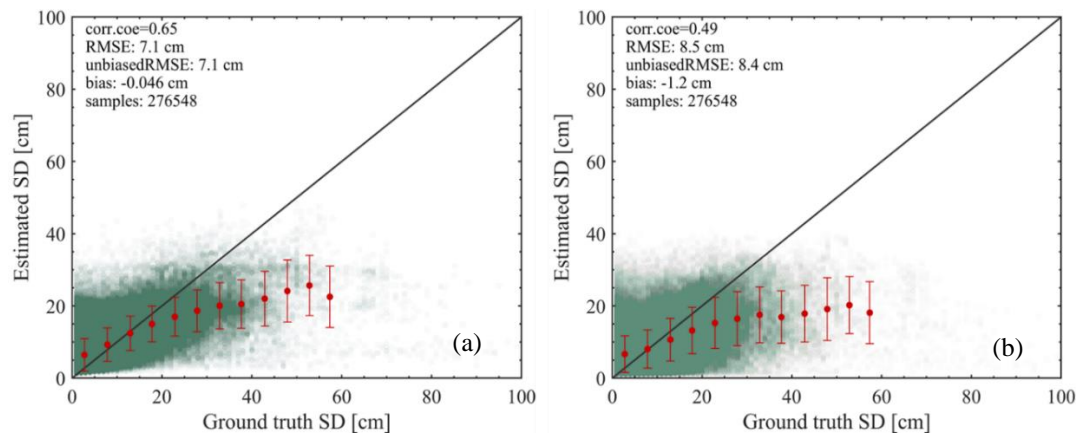 100
80
60
40
20
0
Estimated SD [cm]
corr.coe=0.65
RMSE: 7.1 cm
unbiasedRMSE: 7.1 cm
bias: -0.046 cm
samples: 276548
(a)
0 20 40 60 80 100
Ground truth SD [cm]
100
80
60
40
20
0
Estimated SD [cm]
corr.coe=0.49
RMSE: 8.5 cm
unbiasedRMSE: 8.4 cm
bias: -1.2 cm
samples: 276548
(b)
0 20 40 60 80 100
Ground truth SD [cm]